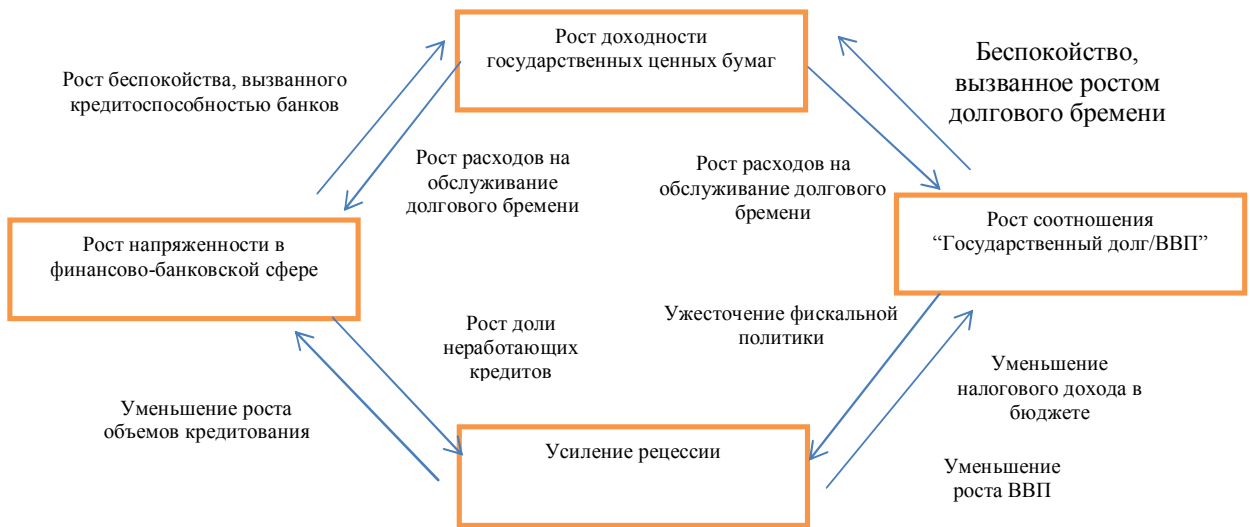 Рост доходности
государственных ценных бумаг
Беспокойство,
вызванное ростом
долгового бремени
Рост беспокойства, вызванного
кредитоспособностью банков
Рост расходов на
обслуживание
долгового бремени
Рост расходов на
обслуживание долгового
бремени
Рост напряженности в
финансово-банковской сфере
Рост соотношения
“Государственный долг/ВВП”
Рост доли
неработающих
кредитов
Ужесточение фискальной
политики
Уменьшение роста
объемов кредитования
Уменьшение
налогового дохода в
бюджете
Усиление рецессии
Уменьшение
роста ВВП